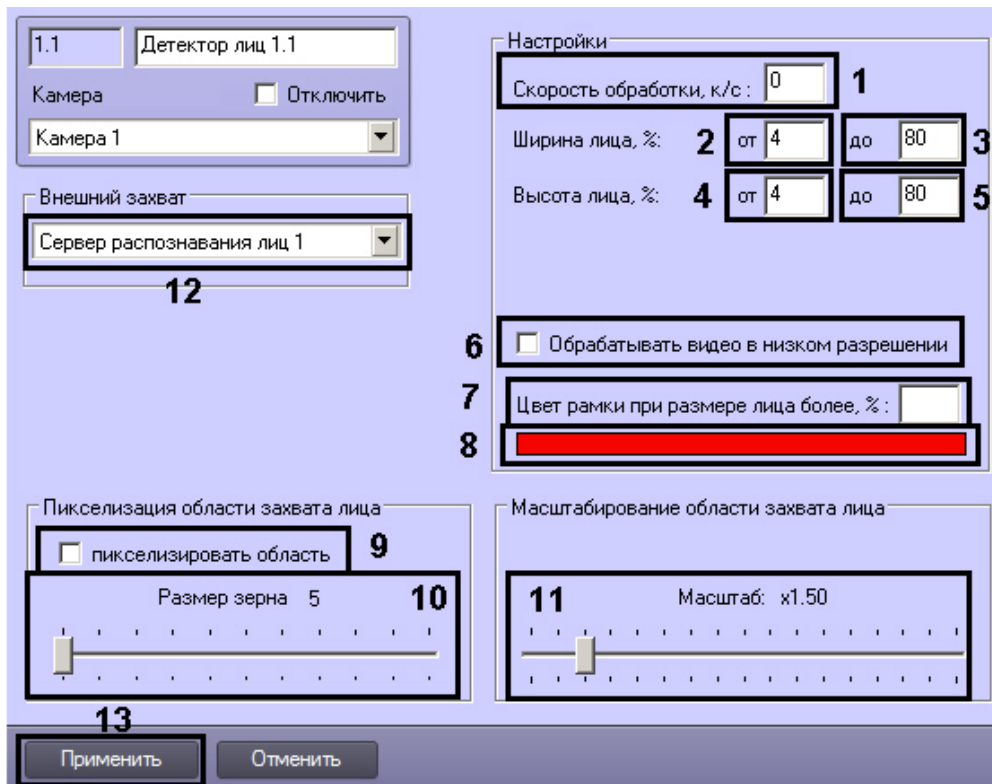 1.1 Детектор лиц 1.1
Камера Отключить
Камера 1
Внешний захват
Сервер распознавания лиц 1
12
Настройки
Скорость обработки, к/с : 0 1
Ширина лица, %: 2 от 4 до 80 3
Высота лица, %: 4 от 4 до 80 5
6 Обрабатывать видео в низком разрешении
7 Цвет рамки при размере лица более, % :
8
Пикселизация области захвата лица
пикселизировать область 9
Размер зерна 5 10
Масштабирование области захвата лица
11 Масштаб: x1.50
13
Применить Отменить